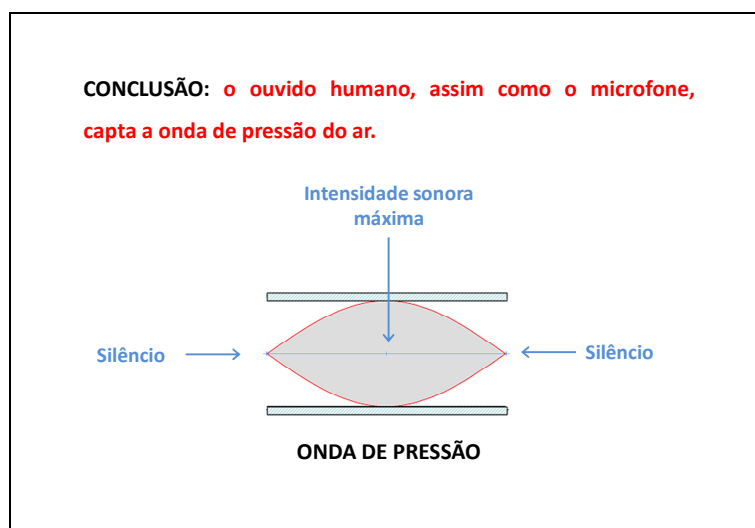 CONCLUSÃO: o ouvido humano, assim como o microfone,
capta a onda de pressão do ar.
Intensidade sonora
máxima
Silêncio
Silêncio
ONDA DE PRESSÃO